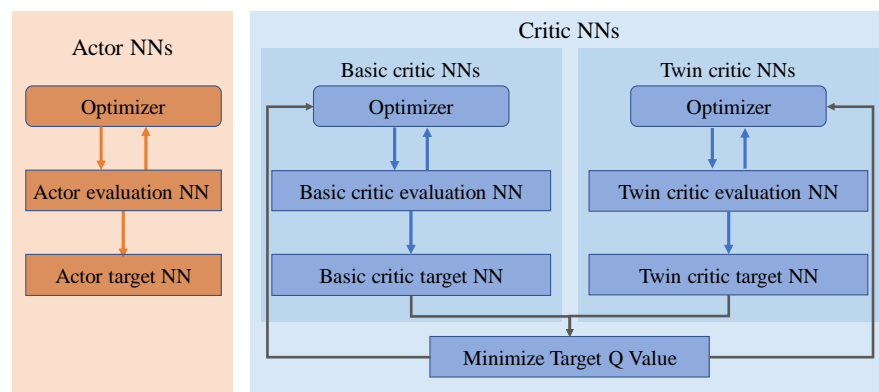 Actor NNs
Optimizer
Actor evaluation NN
Actor target NN
Critic NNs
Basic critic NNs
Optimizer
Basic critic evaluation NN
Basic critic target NN
Twin critic NNs
Optimizer
Twin critic evaluation NN
Twin critic target NN
Minimize Target Q Value